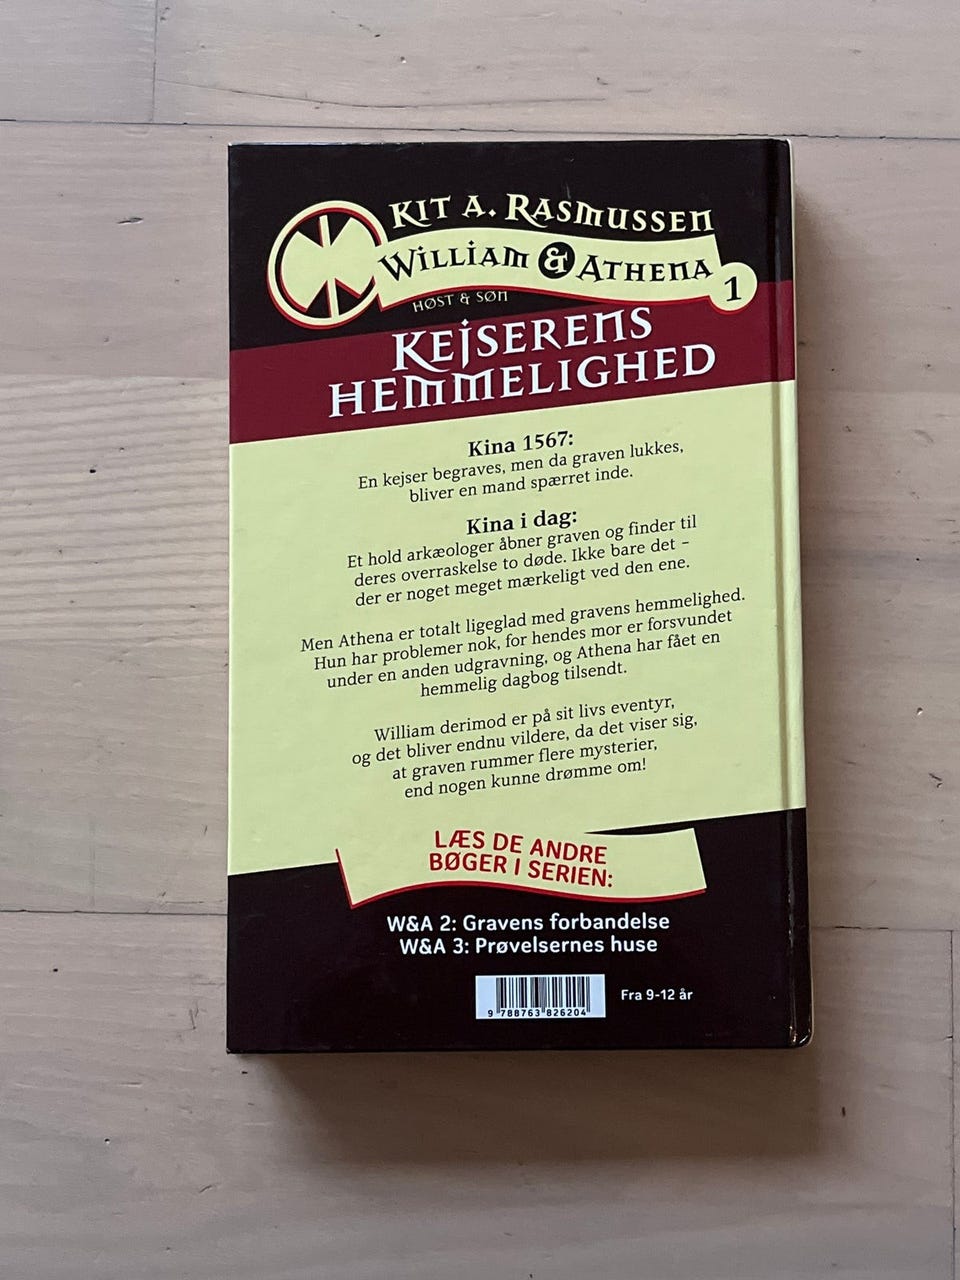 KIT A. RASMUSSEN
WILLIAM & ATHENA
1
HØST & SØN
KEJSERENS
HEMMELIGHED
Kina 1567:
En kejser begraves, men da graven lukkes,
bliver en mand spærret inde.
Kina i dag:
Et hold arkæologer åbner graven og finder til
deres overraskelse to døde. Ikke bare det –
der er noget meget mærkeligt ved den ene.
Men Athena er totalt ligeglad med gravens hemmelighed.
Hun har problemer nok, for hendes mor er forsvundet
under en anden udgravning, og Athena har fået en
hemmelig dagbog tilsendt.
William derimod er på sit livs eventyr,
og det bliver endnu vildere, da det viser sig,
at graven rummer flere mysterier,
end nogen kunne drømme om!
LÆS DE ANDRE
BØGER I SERIEN:
W&A 2: Gravens forbandelse
W&A 3: Prøvelsernes huse
Fra 9-12 år
9 788763 826204